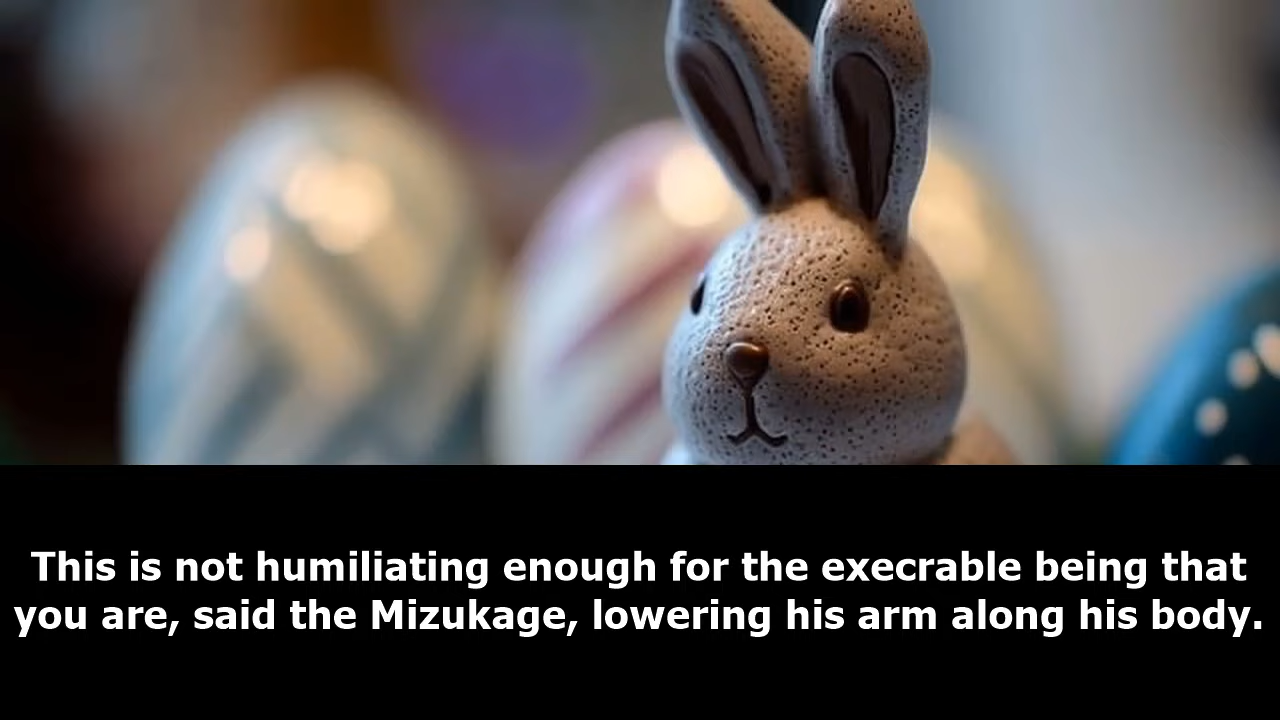 This is not humiliating enough for the execrable being that
you are, said the Mizukage, lowering his arm along his body.